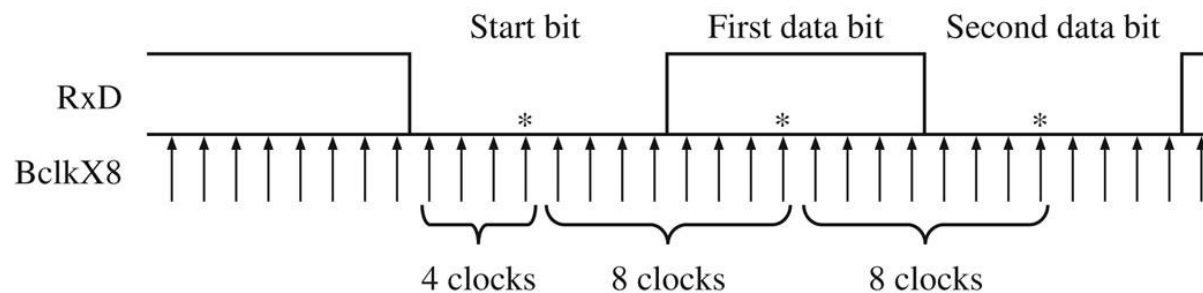 Start bit
First data bit
Second data bit
RxD
*
*
*
BclkX8
4 clocks
8 clocks
8 clocks